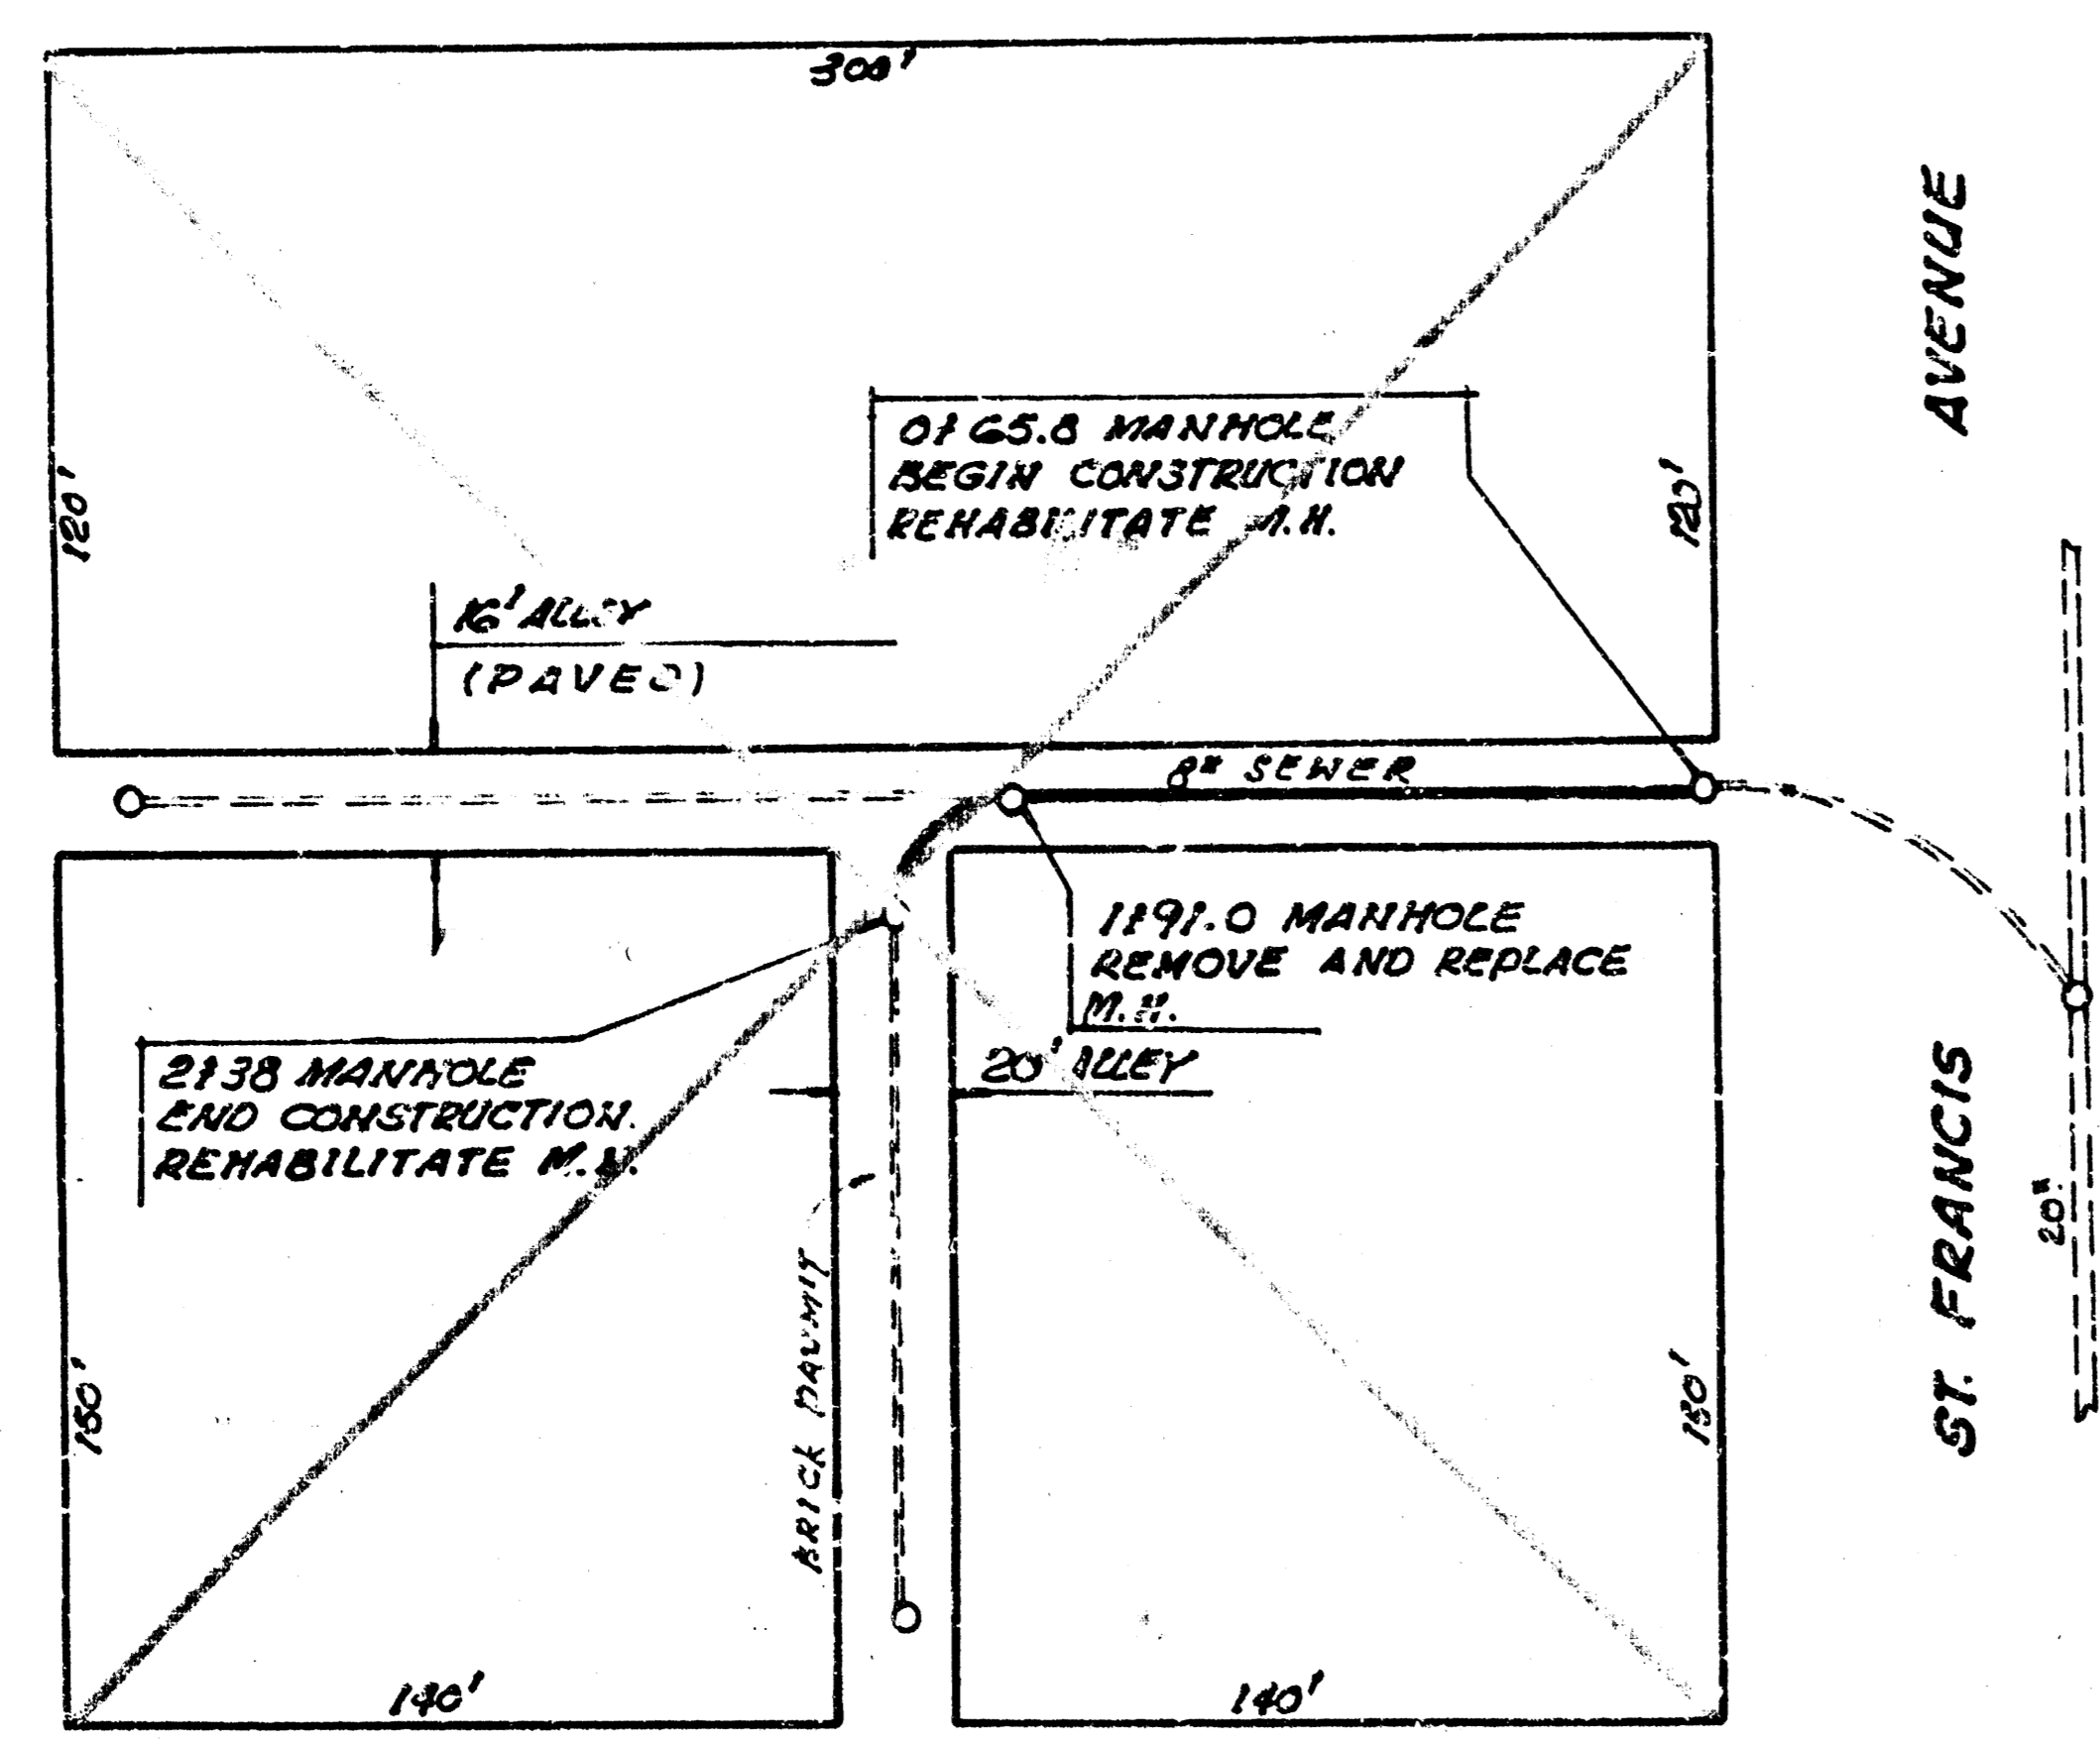 300'
120'
0+65.8 MANHOLE
BEGIN CONSTRUCTION
REHABILITATE M.H.
120'
AVENUE
16' ALLEY
(PAVED)
8" SEWER
1+91.0 MANHOLE
REMOVE AND REPLACE
M.H.
20' ALLEY
2+38 MANHOLE
END CONSTRUCTION.
REHABILITATE M.H.
BRICK PAVM'T
150'
150'
ST. FRANCIS
20"
140'
140'